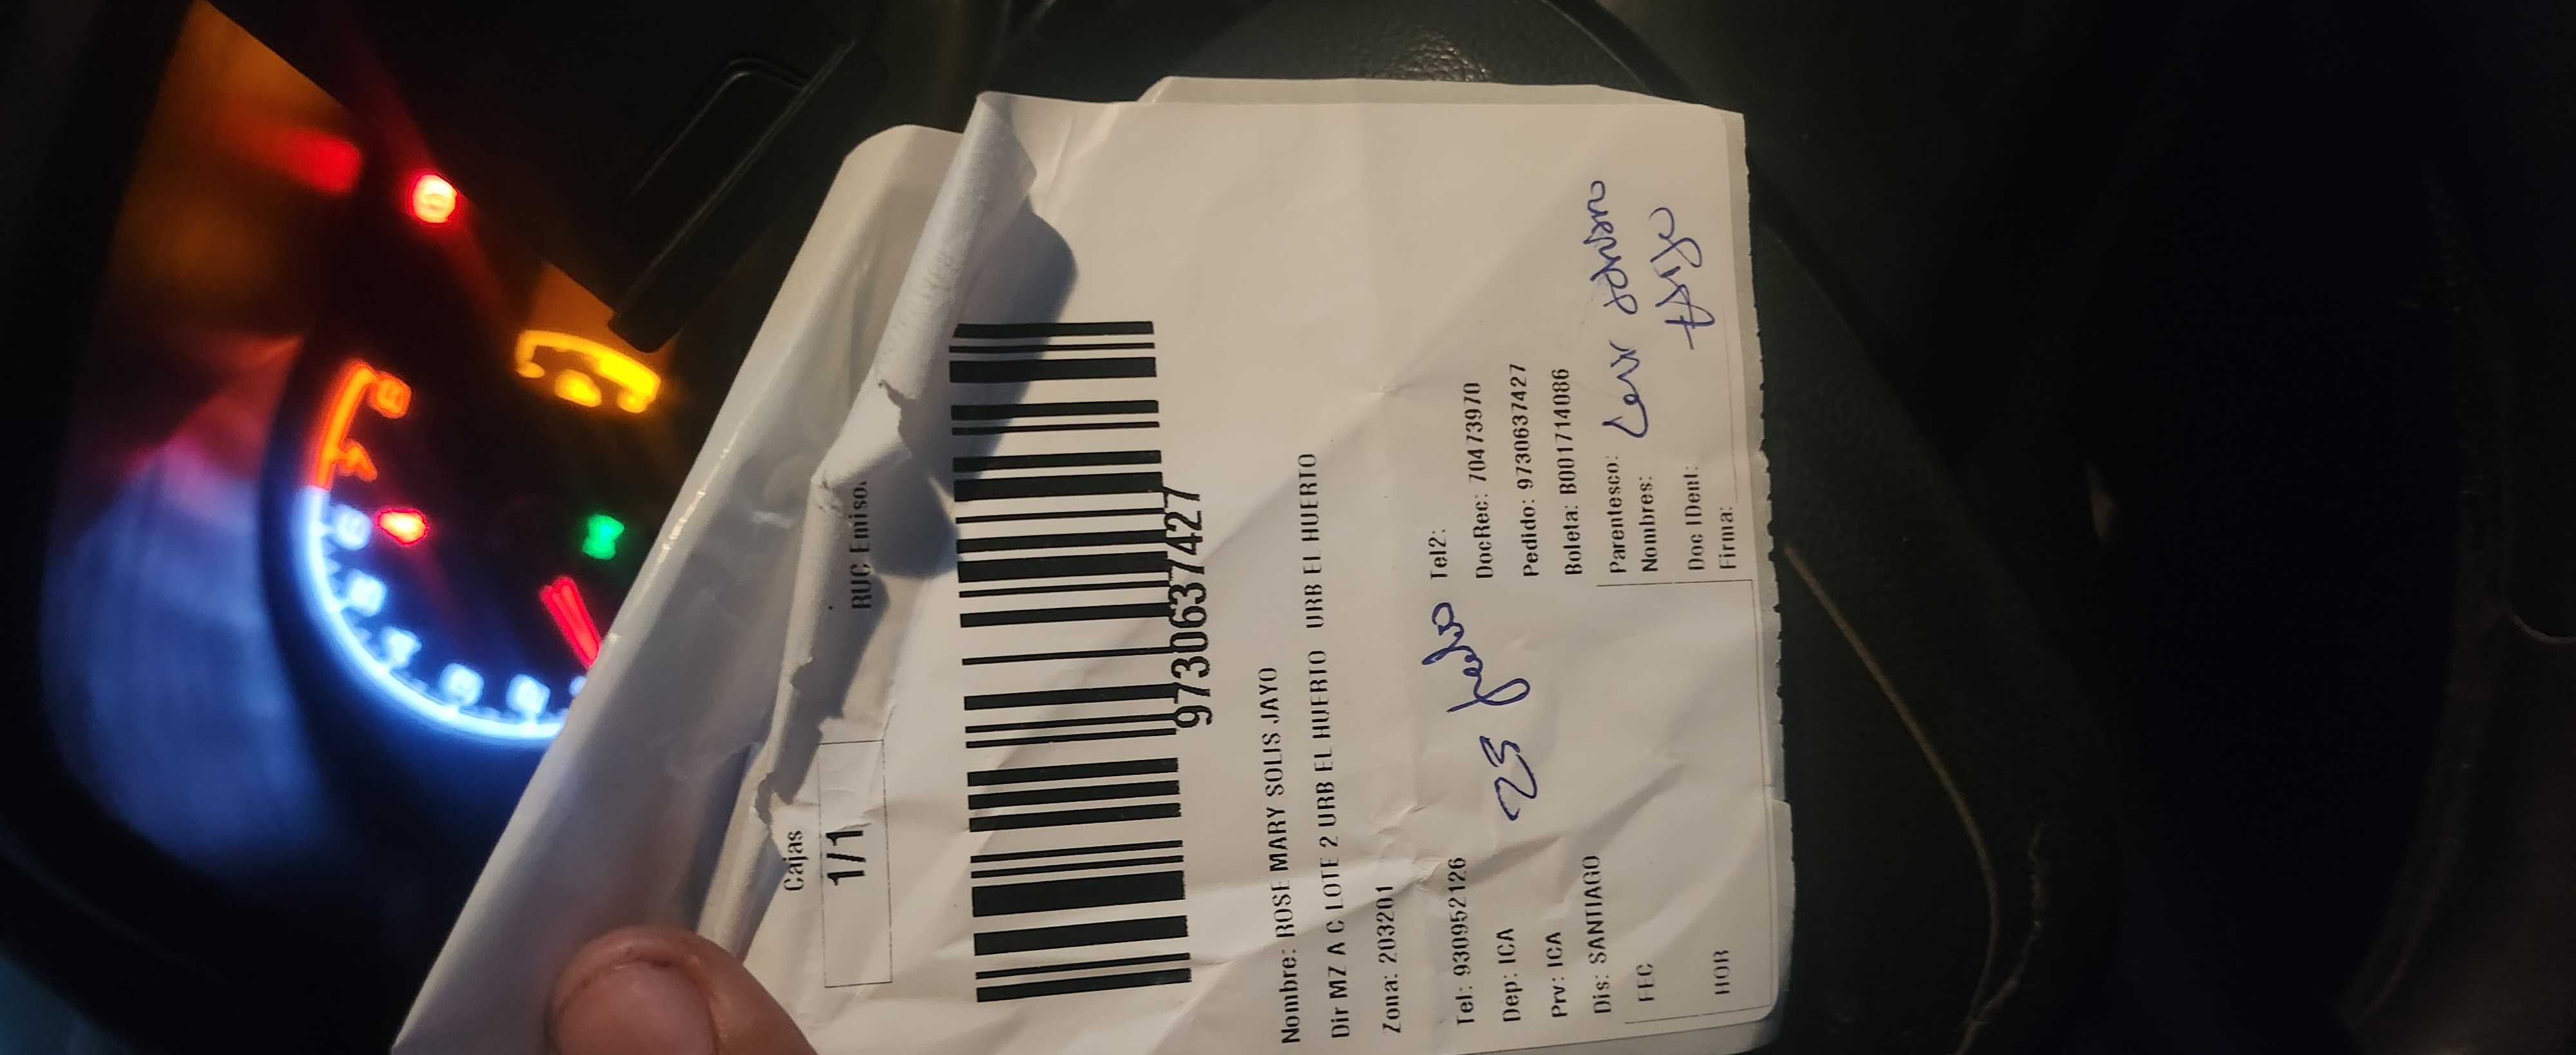 Cajas
1/1
RUC Emisor
9730637427
Nombre: ROSE MARY SOLIS JAYO
Dir MZ A C LOTE 2 URB EL HUERTO URB EL HUERTO
Zona: 203201
Tel: 930952126 Tel2:
Dep: ICA DocRec: 70473970
Prv: ICA Pedido: 9730637427
Dis: SANTIAGO Boleta: B001714086
25
FEC
HOR
Parentesco:
Nombres:
Doc IDent:
Firma: